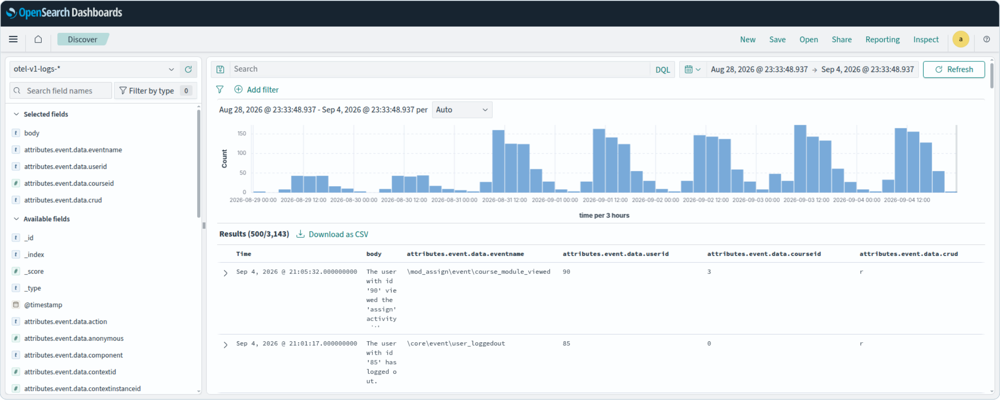 OpenSearch Dashboards
Discover
New Save Open Share Reporting Inspect a
otel-v1-logs-*
Search field names
Filter by type 0
Selected fields
t body
t attributes.event.data.eventname
t attributes.event.data.userid
# attributes.event.data.courseid
t attributes.event.data.crud
Available fields
t _id
t _index
# _score
t _type
@timestamp
t attributes.event.data.action
# attributes.event.data.anonymous
t attributes.event.data.component
# attributes.event.data.contextid
# attributes.event.data.contextinstanceid
Search
DQL
Aug 28, 2026 @ 23:33:48.937 → Sep 4, 2026 @ 23:33:48.937
Refresh
Add filter
Aug 28, 2026 @ 23:33:48.937 - Sep 4, 2026 @ 23:33:48.937 per Auto
Count
150
100
50
0
2026-08-29 00:00 2026-08-29 12:00 2026-08-30 00:00 2026-08-30 12:00 2026-08-31 00:00 2026-08-31 12:00 2026-09-01 00:00 2026-09-01 12:00 2026-09-02 00:00 2026-09-02 12:00 2026-09-03 00:00 2026-09-03 12:00 2026-09-04 00:00 2026-09-04 12:00
time per 3 hours
Results (500/3,143) Download as CSV
Time body attributes.event.data.eventname attributes.event.data.userid attributes.event.data.courseid attributes.event.data.crud
Sep 4, 2026 @ 21:05:32.000000000 The user \mod_assign\event\course_module_viewed 90 3 r
with id
'90' vie
wed the
'assign'
activity
Sep 4, 2026 @ 21:01:17.000000000 The user \core\event\user_loggedout 85 0 r
with id
'85' has
logged o
ut.